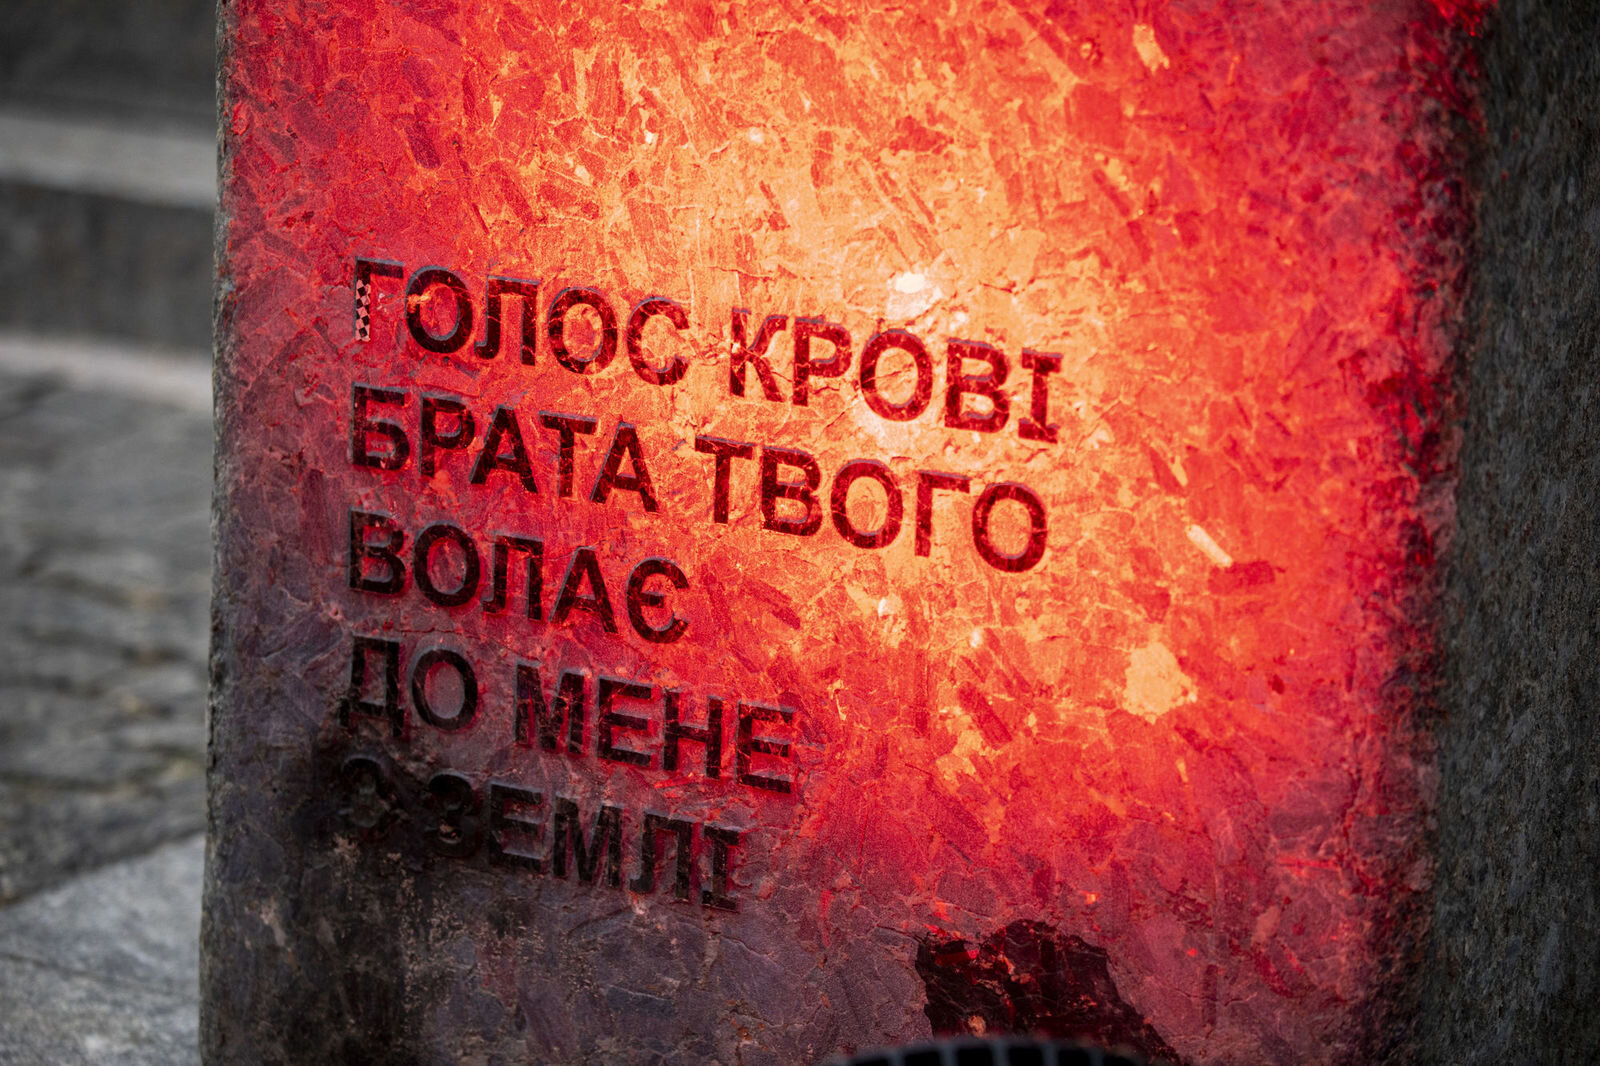 ГОЛОС КРОВІ
БРАТА ТВОГО
ВОЛАЄ
ДО МЕНЕ
З ЗЕМЛІ